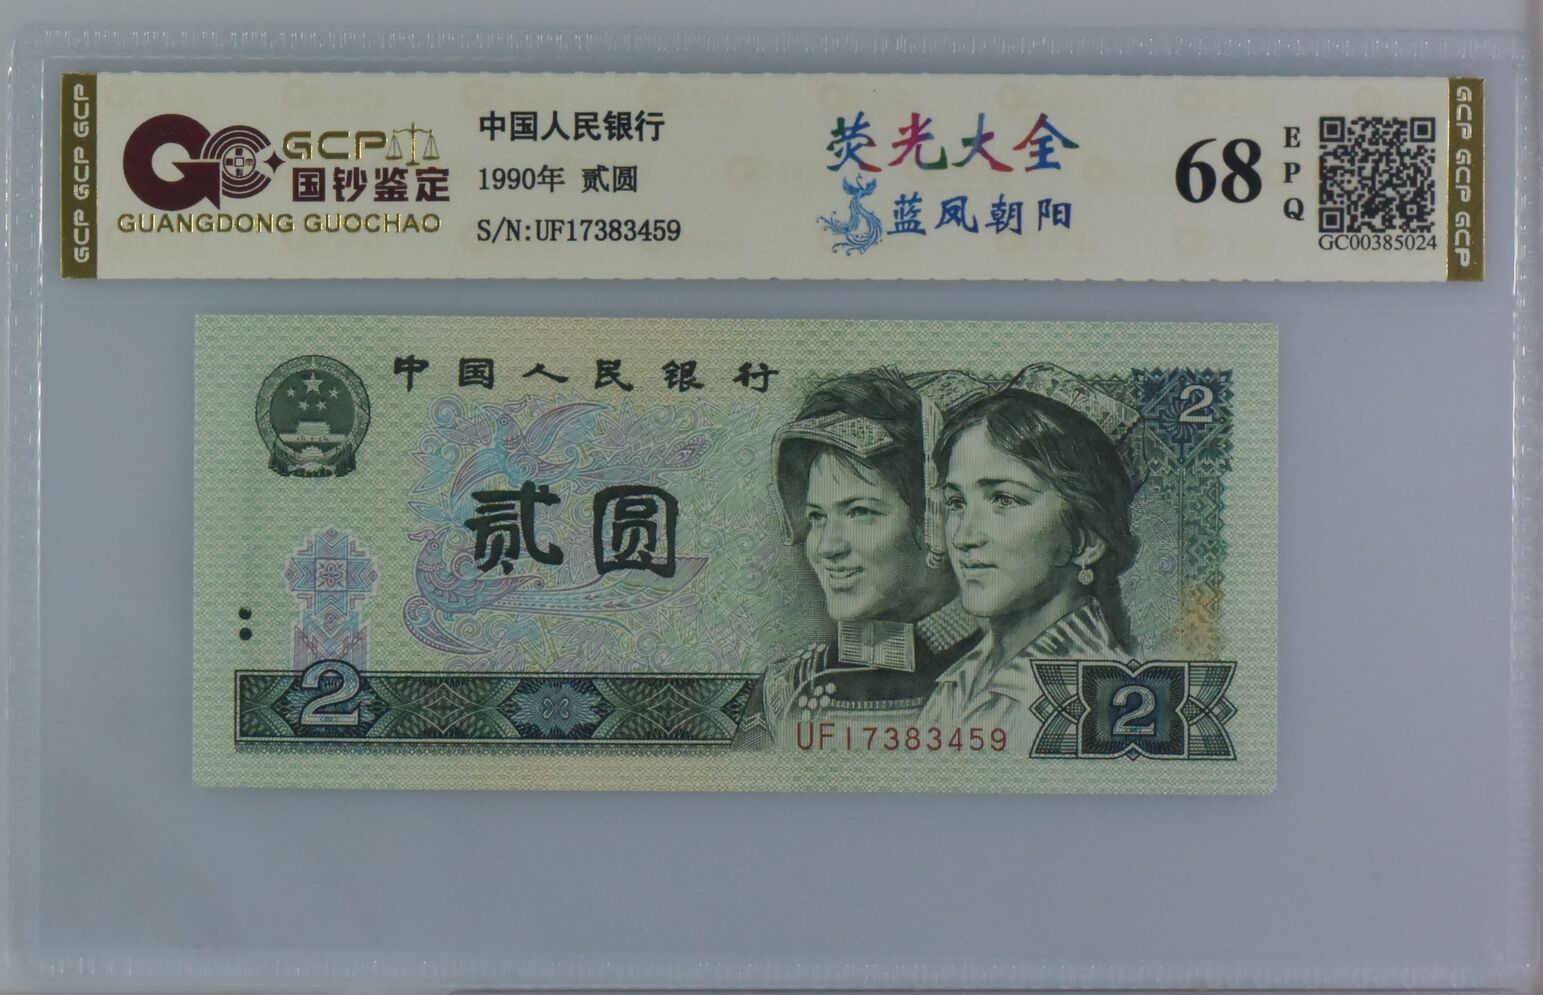 GCP GCP GCP
GCP
国钞鉴定
GUANGDONG GUOCHAO
中国人民银行
1990年 贰圆
S/N:UF17383459
荧光大全
蓝凤朝阳
68
EPQ
GC00385024
GCP GCP GCP
中国人民银行
2
贰圆
2
UF17383459
2